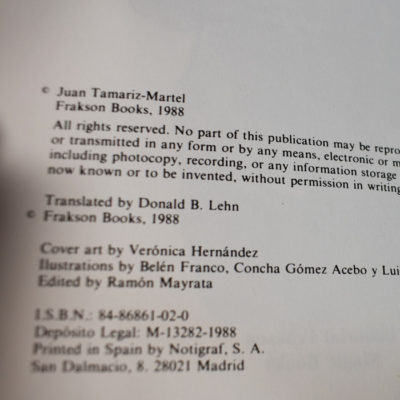 © Juan Tamariz-Martel
Frakson Books, 1988
All rights reserved. No part of this publication may be repro
or transmitted in any form or by any means, electronic or m
including photocopy, recording, or any information storage
now known or to be invented, without permission in writing
Translated by Donald B. Lehn
© Frakson Books, 1988
Cover art by Verónica Hernández
Ilustrations by Belén Franco, Concha Gómez Acebo y Lui
Edited by Ramón Mayrata
I.S.B.N.: 84-86861-02-0
Depósito Legal: M-13282-1988
Printed in Spain by Notigraf, S. A.
San Dalmacio, 8. 28021 Madrid